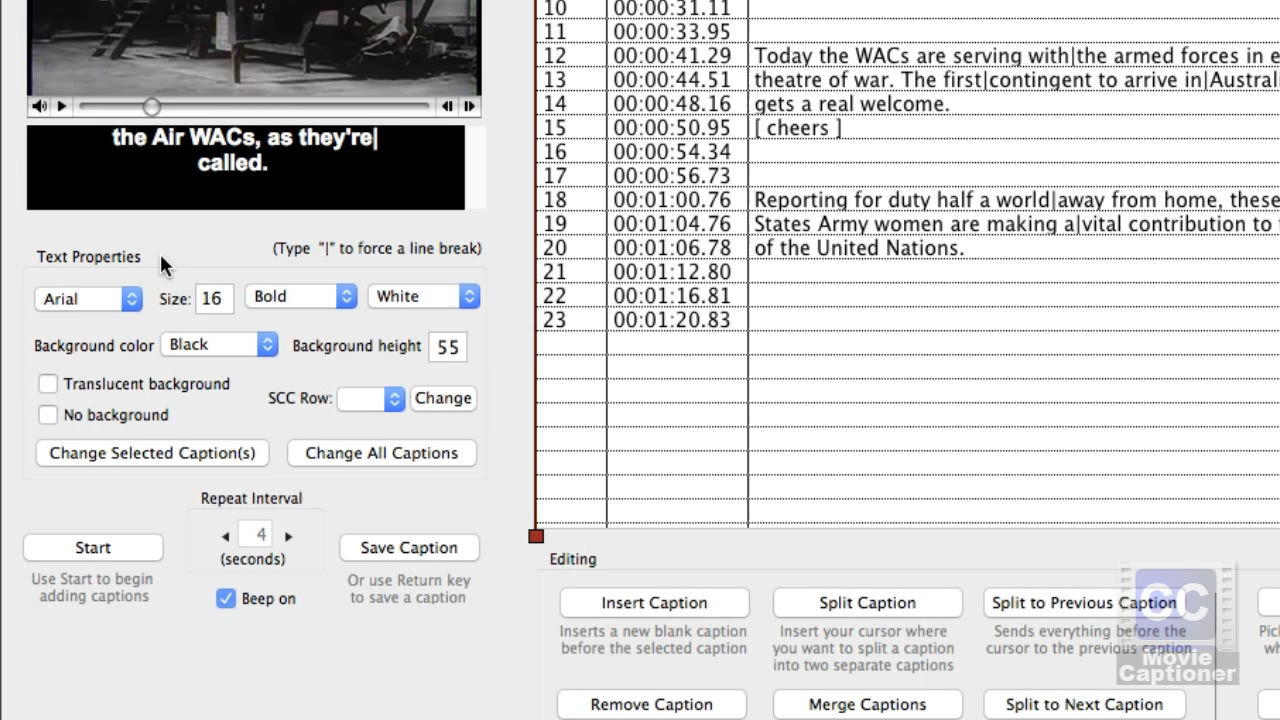 10 00:00:31.11
11 00:00:33.95
12 00:00:41.29 Today the WACs are serving with|the armed forces in e
13 00:00:44.51 theatre of war. The first|contingent to arrive in|Austral
14 00:00:48.16 gets a real welcome.
15 00:00:50.95 [ cheers ]
16 00:00:54.34
17 00:00:56.73
18 00:01:00.76 Reporting for duty half a world|away from home, these
19 00:01:04.76 States Army women are making a|vital contribution to
20 00:01:06.78 of the United Nations.
21 00:01:12.80
22 00:01:16.81
23 00:01:20.83
the Air WACs, as they're|
called.
(Type "|" to force a line break)
Text Properties
Arial Size: 16 Bold White
Background color Black Background height 55
Translucent background
No background
SCC Row: Change
Change Selected Caption(s) Change All Captions
Repeat Interval
4
(seconds)
Start
Use Start to begin
adding captions
Beep on
Save Caption
Or use Return key
to save a caption
Editing
Insert Caption
Inserts a new blank caption
before the selected caption
Split Caption
Insert your cursor where
you want to split a caption
into two separate captions
Split to Previous Caption
Sends everything before the
cursor to the previous caption
Pic
wh
Remove Caption Merge Captions Split to Next Caption
CC
Movie
Captioner